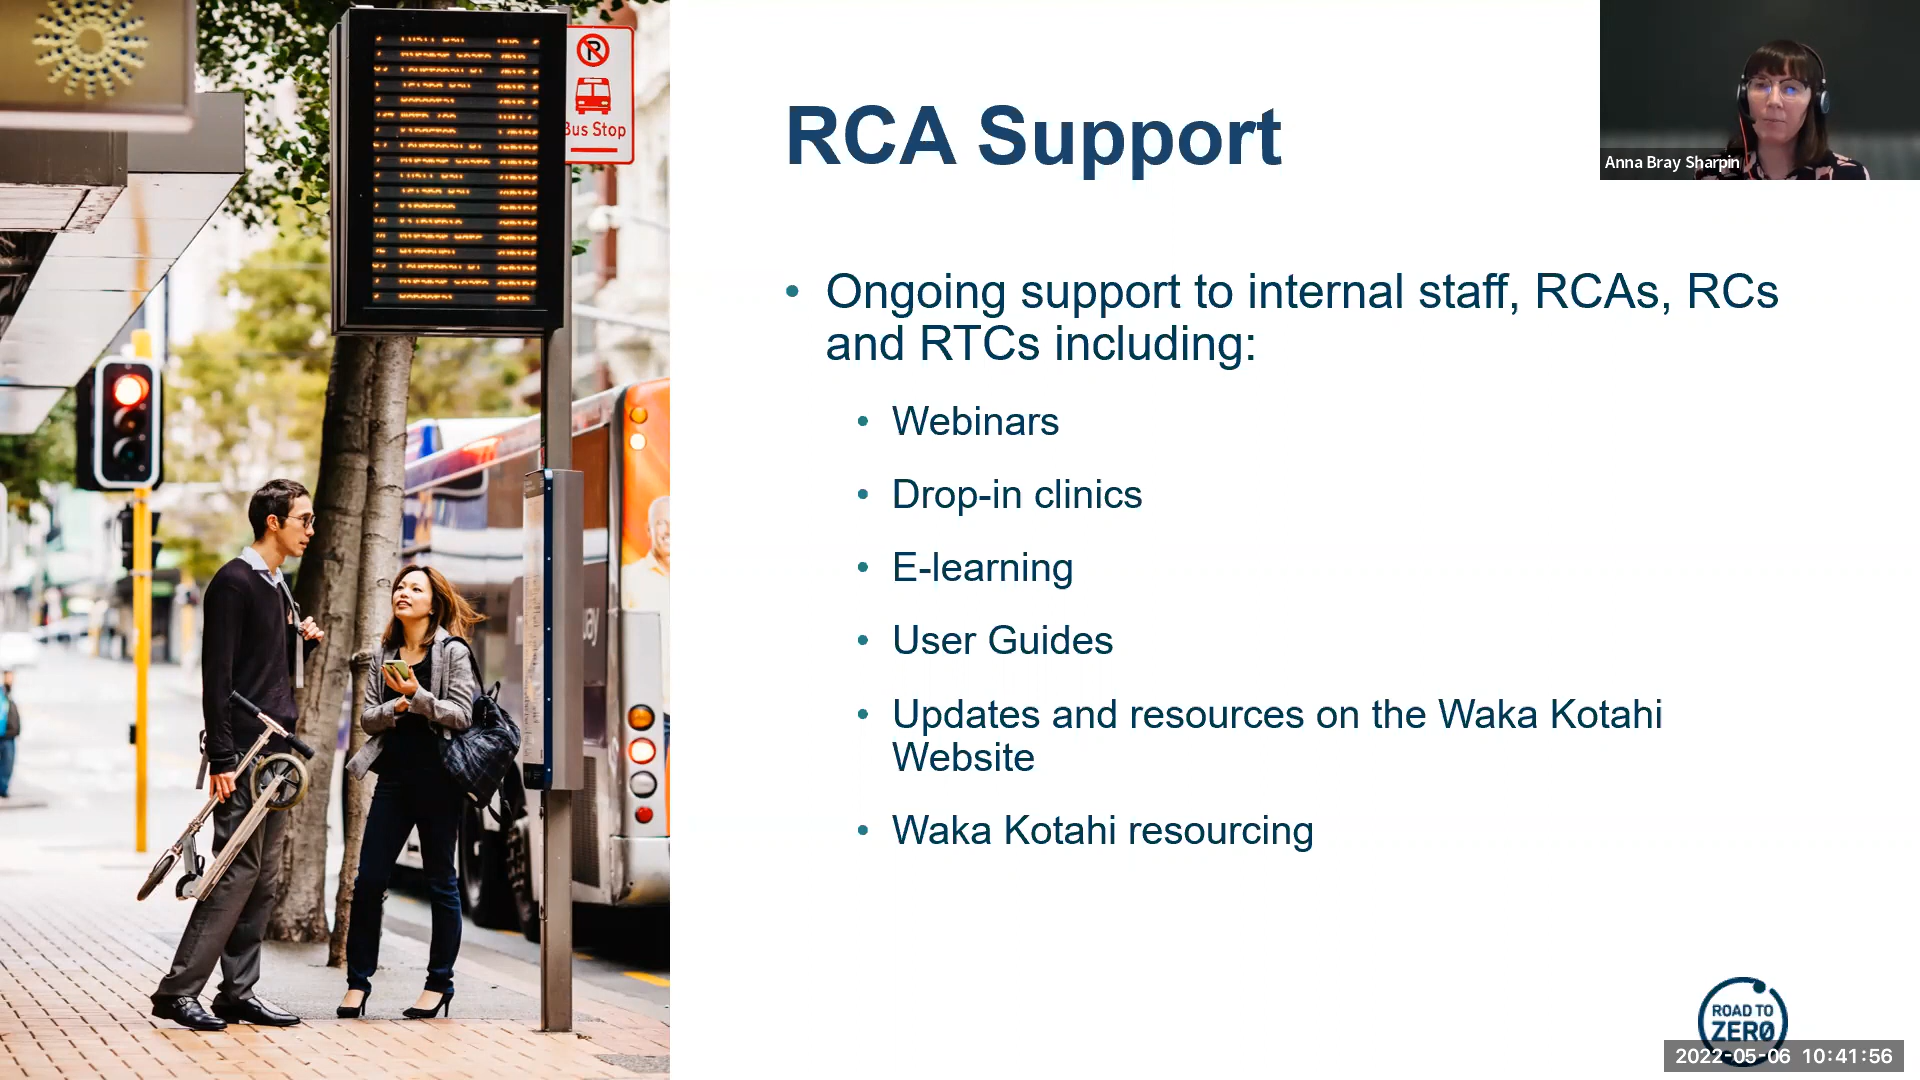 Bus Stop
RCA Support
Anna Bray Sharpin
• Ongoing support to internal staff, RCAs, RCs
and RTCs including:
• Webinars
• Drop-in clinics
• E-learning
• User Guides
• Updates and resources on the Waka Kotahi
Website
• Waka Kotahi resourcing
ROAD TO
ZERO
2022-05-06 10:41:56